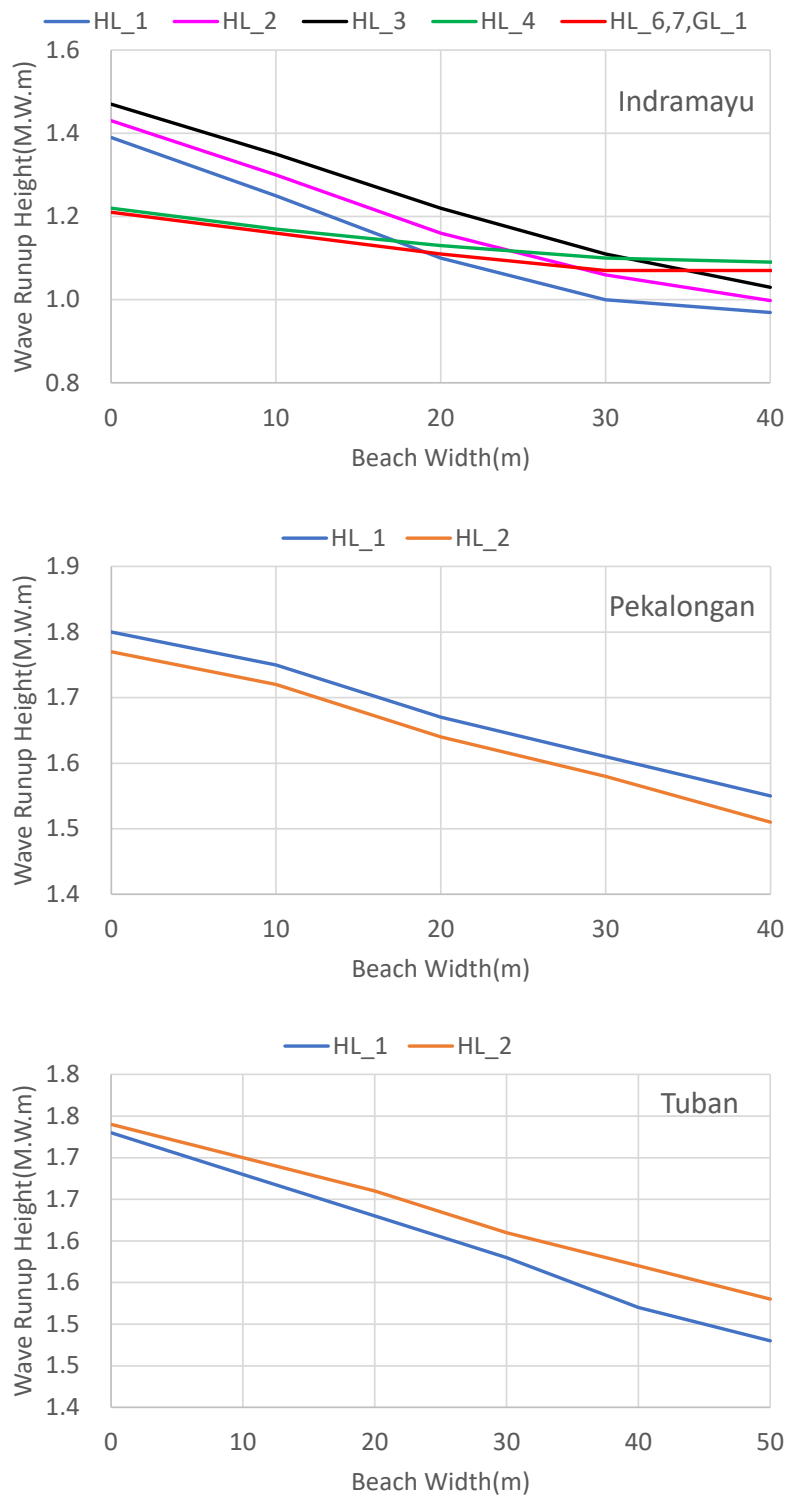 HL_1 HL_2 HL_3 HL_4 HL_6,7,GL_1
Indramayu
Wave Runup Height(M.W.m)
1.6
1.4
1.2
1.0
0.8
0 10 20 30 40
Beach Width(m)
HL_1 HL_2
Pekalongan
Wave Runup Height(M.W.m)
1.9
1.8
1.7
1.6
1.5
1.4
0 10 20 30 40
Beach Width(m)
HL_1 HL_2
Tuban
Wave Runup Height(M.W.m)
1.8
1.8
1.7
1.7
1.6
1.6
1.5
1.5
1.4
0 10 20 30 40 50
Beach Width(m)